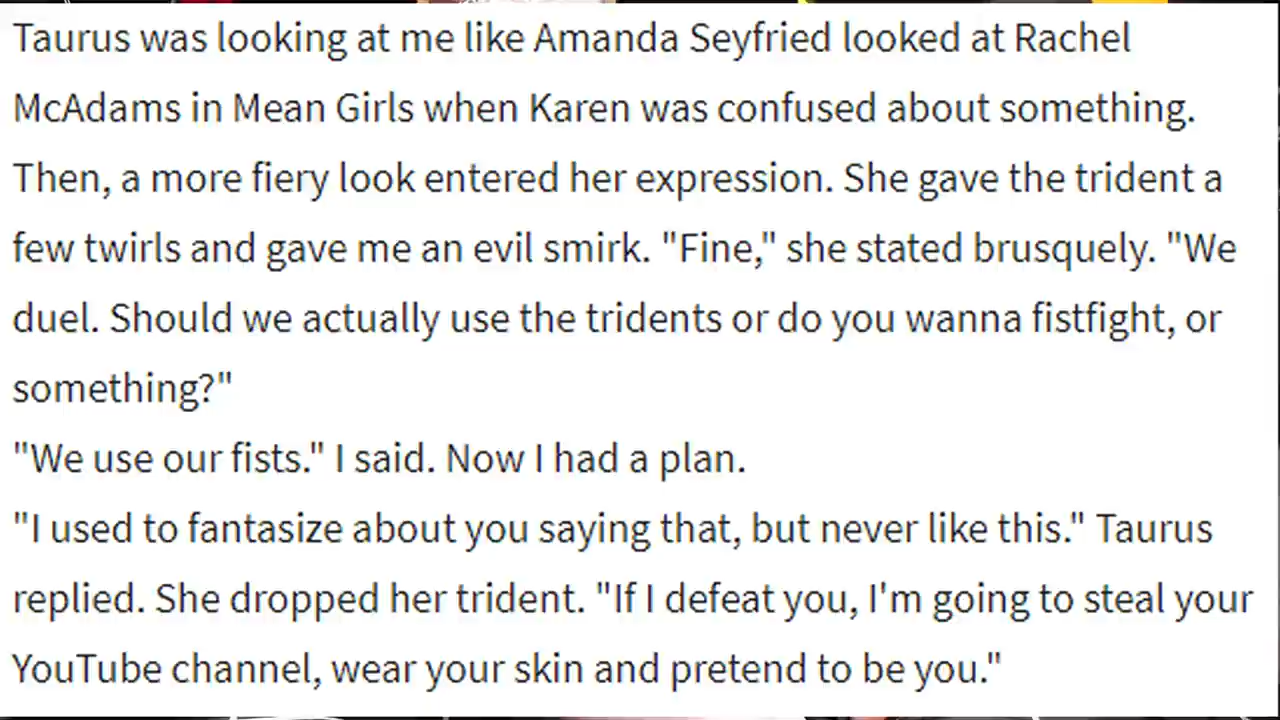 Taurus was looking at me like Amanda Seyfried looked at Rachel
McAdams in Mean Girls when Karen was confused about something.
Then, a more fiery look entered her expression. She gave the trident a
few twirls and gave me an evil smirk. "Fine," she stated brusquely. "We
duel. Should we actually use the tridents or do you wanna fistfight, or
something?"
"We use our fists." I said. Now I had a plan.
"I used to fantasize about you saying that, but never like this." Taurus
replied. She dropped her trident. "If I defeat you, I'm going to steal your
YouTube channel, wear your skin and pretend to be you."